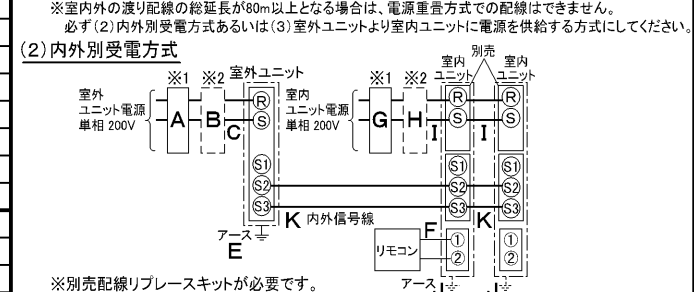 ※室内外の渡り配線の総延長が80m以上となる場合は、電源重畳方式での配線はできません。
必ず(2)内外別受電方式あるいは(3)室外ユニットより室内ユニットに電源を供給する方式にしてください。
(2)内外別受電方式
別売
※1 ※2 室外ユニット ※1 ※2 室内ユニット 室内ユニット
室外
ユニット電源
単相 200V
A B C R S
室内
ユニット電源
単相 200V
G H I R S I R S
S1 S1 S1
S2 S2 S2
S3 K 内外信号線 S3 K S3
アース
E
リモコン F ① ①
② ②
※別売配線リプレースキットが必要です。
アース J J